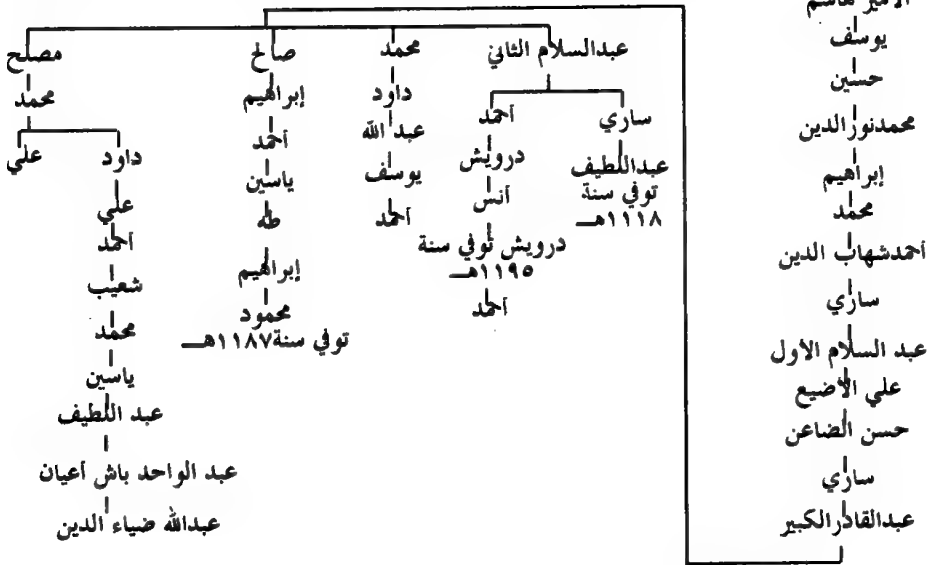 الأمير هاشم
يوسف
حسين
محمدنورالدين
إبراهيم
محمد
أحمدشهاب الدين
ساري
عبد السلام الاول
علي الأضيع
حسن الضاعن
ساري
عبدالقادرالكبير
عبدالسلام الثاني
ساري
عبداللطيف
توفي سنة
١١١٨هـ
أحمد
درويش
أنس
درويش توفي سنة
١١٩٥هـ
أحمد
محمد
داود
عبدالله
يوسف
أحمد
صالح
إبراهيم
أحمد
ياسين
طه
إبراهيم
محمود
توفي سنة١١٨٧هـ
مصلح
محمد
داود
علي
أحمد
شعيب
محمد
ياسين
عبد اللطيف
عبد الواحد باش أعيان
عبدالله ضياء الدين
علي